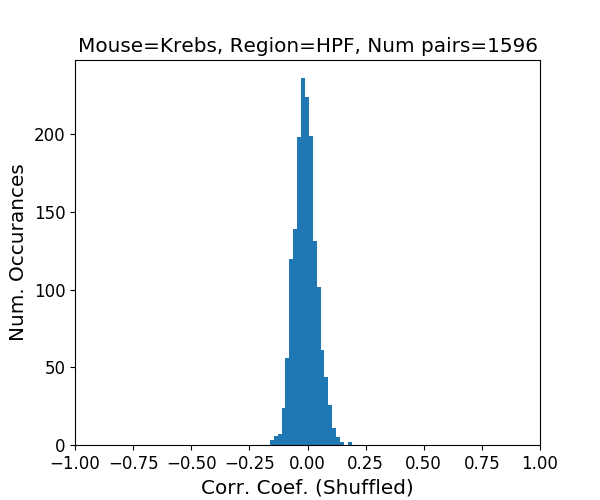 Mouse=Krebs, Region=HPF, Num pairs=1596
Num. Occurances
200
150
100
50
0
−1.00 −0.75 −0.50 −0.25 0.00 0.25 0.50 0.75 1.00
Corr. Coef. (Shuffled)